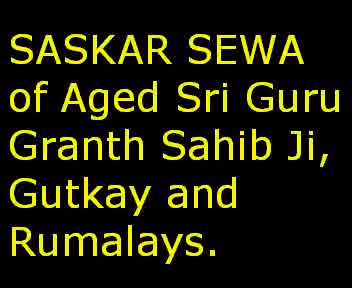 SASKAR SEWA
of Aged Sri Guru
Granth Sahib Ji,
Gutkay and
Rumalays.